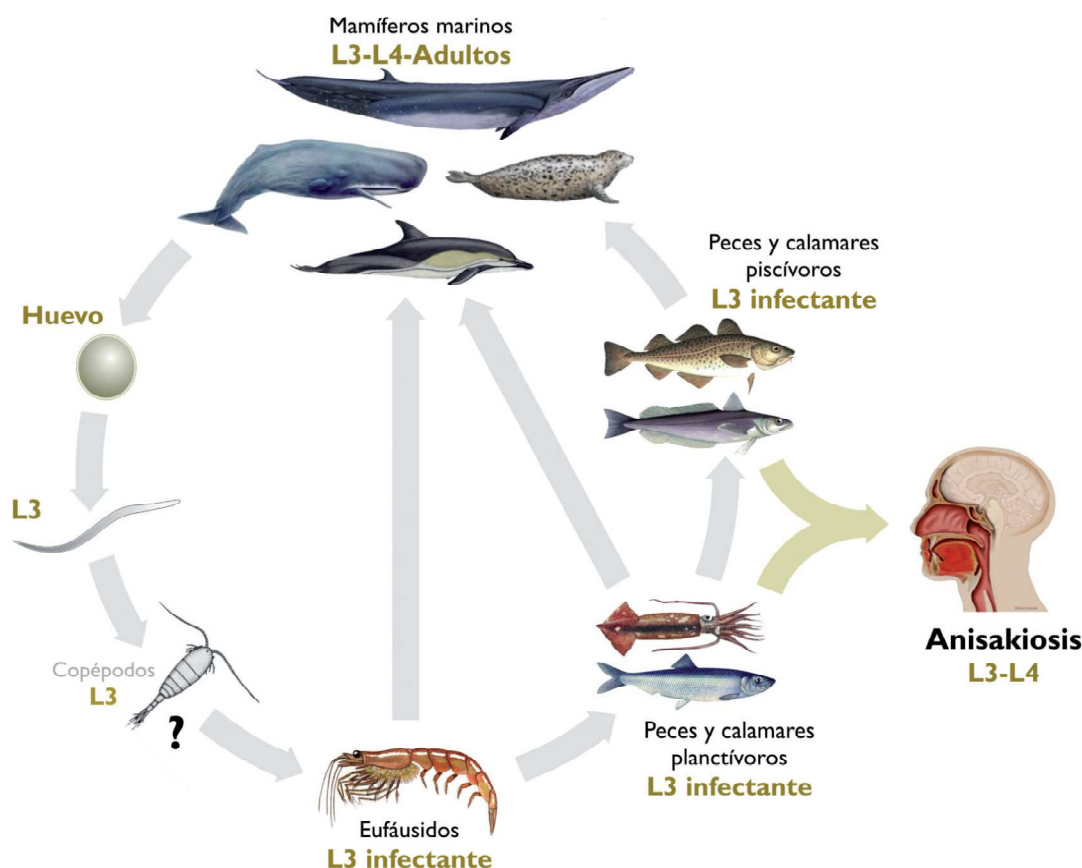 Mamíferos marinos
L3-L4-Adultos
Peces y calamares
piscívoros
L3 infectante
Huevo
L3
Copépodos
L3
?
Eufáusidos
L3 infectante
Peces y calamares
planctívoros
L3 infectante
Anisakiosis
L3-L4